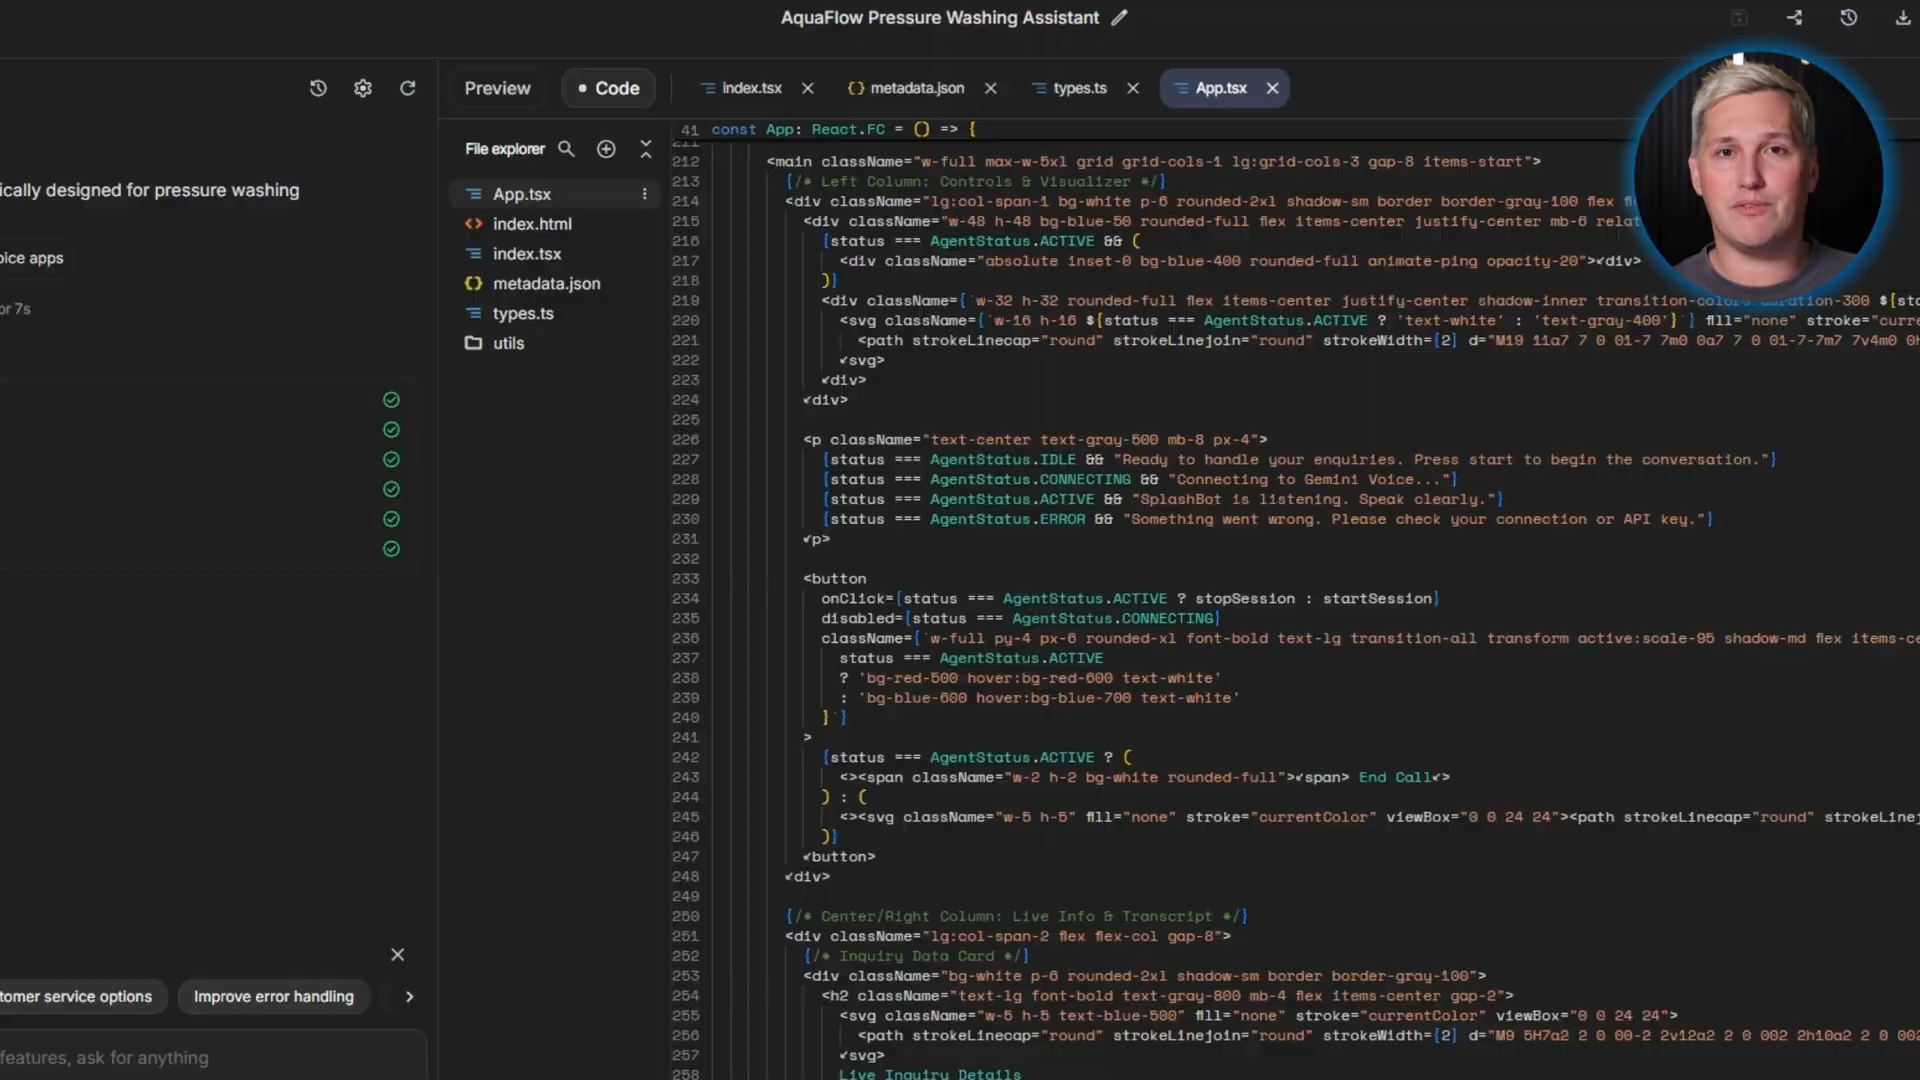 AquaFlow Pressure Washing Assistant
Preview
Code
index.tsx
metadata.json
types.ts
App.tsx
ically designed for pressure washing
oice apps
or 7s
File explorer
App.tsx
index.html
index.tsx
metadata.json
types.ts
utils
41 const App: React.FC = () => {
211
212 <main className="w-full max-w-5xl grid grid-cols-1 lg:grid-cols-3 gap-8 items-start">
213 {/* Left Column: Controls & Visualizer */}
214 <div className="lg:col-span-1 bg-white p-6 rounded-2xl shadow-sm border border-gray-100 flex fl
215 <div className="w-48 h-48 bg-blue-50 rounded-full flex items-center justify-center mb-6 relat
216 {status === AgentStatus.ACTIVE && (
217 <div className="absolute inset-0 bg-blue-400 rounded-full animate-ping opacity-20"></div>
218 )}
219 <div className={`w-32 h-32 rounded-full flex items-center justify-center shadow-inner transition-colors duration-300 ${sta
220 <svg className={`w-16 h-16 ${status === AgentStatus.ACTIVE ? 'text-white' : 'text-gray-400'}`} fill="none" stroke="curre
221 <path strokeLinecap="round" strokeLinejoin="round" strokeWidth={2} d="M19 11a7 7 0 01-7 7m0 0a7 7 0 01-7-7m7 7v4m0 0H
222 </svg>
223 </div>
224 </div>
225
226 <p className="text-center text-gray-500 mb-8 px-4">
227 {status === AgentStatus.IDLE && "Ready to handle your enquiries. Press start to begin the conversation."}
228 {status === AgentStatus.CONNECTING && "Connecting to Gemini Voice..."}
229 {status === AgentStatus.ACTIVE && "SplashBot is listening. Speak clearly."}
230 {status === AgentStatus.ERROR && "Something went wrong. Please check your connection or API key."}
231 </p>
232
233 <button
234 onClick={status === AgentStatus.ACTIVE ? stopSession : startSession}
235 disabled={status === AgentStatus.CONNECTING}
236 className={`w-full py-4 px-6 rounded-xl font-bold text-lg transition-all transform active:scale-95 shadow-md flex items-ce
237 status === AgentStatus.ACTIVE
238 ? 'bg-red-500 hover:bg-red-600 text-white'
239 : 'bg-blue-600 hover:bg-blue-700 text-white'
240 }`}
241 >
242 {status === AgentStatus.ACTIVE ? (
243 <><span className="w-2 h-2 bg-white rounded-full"></span> End Call</>
244 ) : (
245 <><svg className="w-5 h-5" fill="none" stroke="currentColor" viewBox="0 0 24 24"><path strokeLinecap="round" strokeLinej
246 )}
247 </button>
248 </div>
249
250 {/* Center/Right Column: Live Info & Transcript */}
251 <div className="lg:col-span-2 flex flex-col gap-8">
252 {/* Inquiry Data Card */}
253 <div className="bg-white p-6 rounded-2xl shadow-sm border border-gray-100">
254 <h2 className="text-lg font-bold text-gray-800 mb-4 flex items-center gap-2">
255 <svg className="w-5 h-5 text-blue-500" fill="none" stroke="currentColor" viewBox="0 0 24 24">
256 <path strokeLinecap="round" strokeLinejoin="round" strokeWidth={2} d="M9 5H7a2 2 0 00-2 2v12a2 2 0 002 2h10a2 2 0 002
257 </svg>
258 Live Inquiry Details
tomer service options
Improve error handling
features, ask for anything